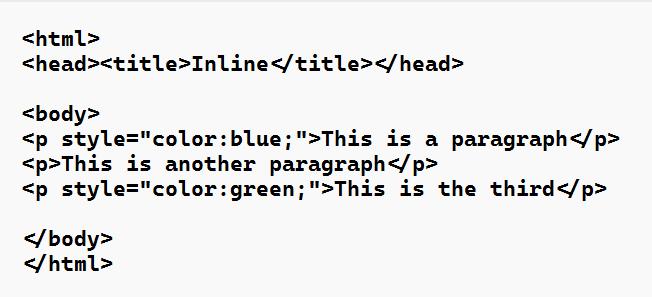 <html>
<head><title>Inline</title></head>
<body>
<p style="color:blue;">This is a paragraph</p>
<p>This is another paragraph</p>
<p style="color:green;">This is the third</p>
</body>
</html>